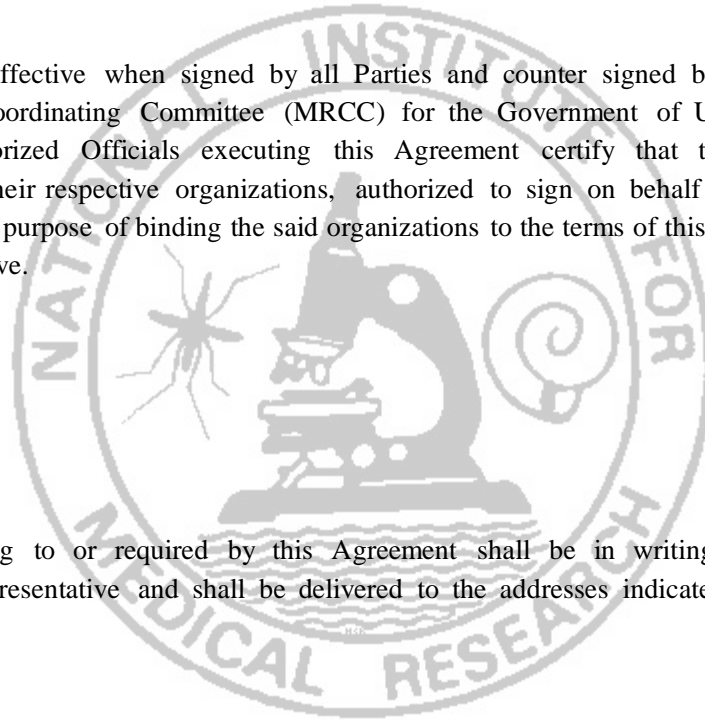 NATIONAL INSTITUTE FOR
MEDICAL RESEARCH
ffective when signed by all Parties and counter signed b
oordinating Committee (MRCC) for the Government of U
orized Officials executing this Agreement certify that t
heir respective organizations, authorized to sign on behalf
purpose of binding the said organizations to the terms of this
ve.
g to or required by this Agreement shall be in writing
resentative and shall be delivered to the addresses indicate